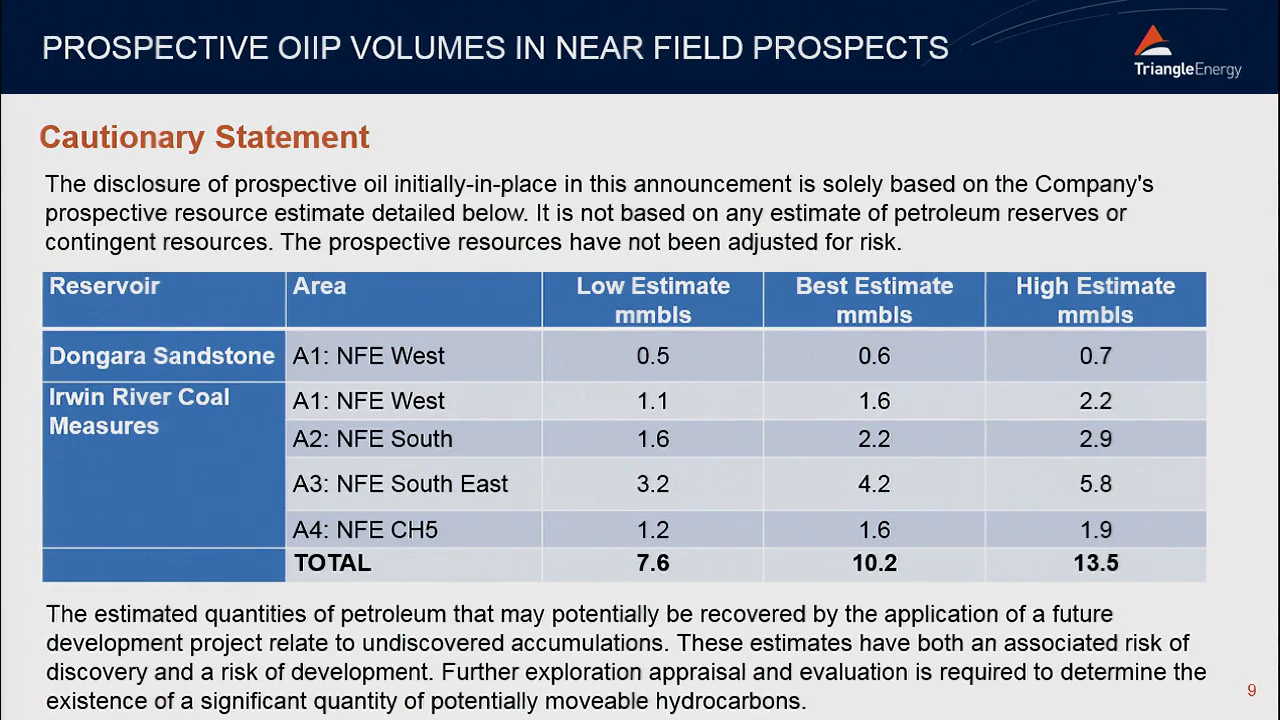 PROSPECTIVE OIIP VOLUMES IN NEAR FIELD PROSPECTS
TriangleEnergy
Cautionary Statement
The disclosure of prospective oil initially-in-place in this announcement is solely based on the Company's
prospective resource estimate detailed below. It is not based on any estimate of petroleum reserves or
contingent resources. The prospective resources have not been adjusted for risk.
Reservoir Area Low Estimate mmbls Best Estimate mmbls High Estimate mmbls
Dongara Sandstone A1: NFE West 0.5 0.6 0.7
Irwin River Coal Measures A1: NFE West 1.1 1.6 2.2
A2: NFE South 1.6 2.2 2.9
A3: NFE South East 3.2 4.2 5.8
A4: NFE CH5 1.2 1.6 1.9
TOTAL 7.6 10.2 13.5
The estimated quantities of petroleum that may potentially be recovered by the application of a future
development project relate to undiscovered accumulations. These estimates have both an associated risk of
discovery and a risk of development. Further exploration appraisal and evaluation is required to determine the
existence of a significant quantity of potentially moveable hydrocarbons.
9